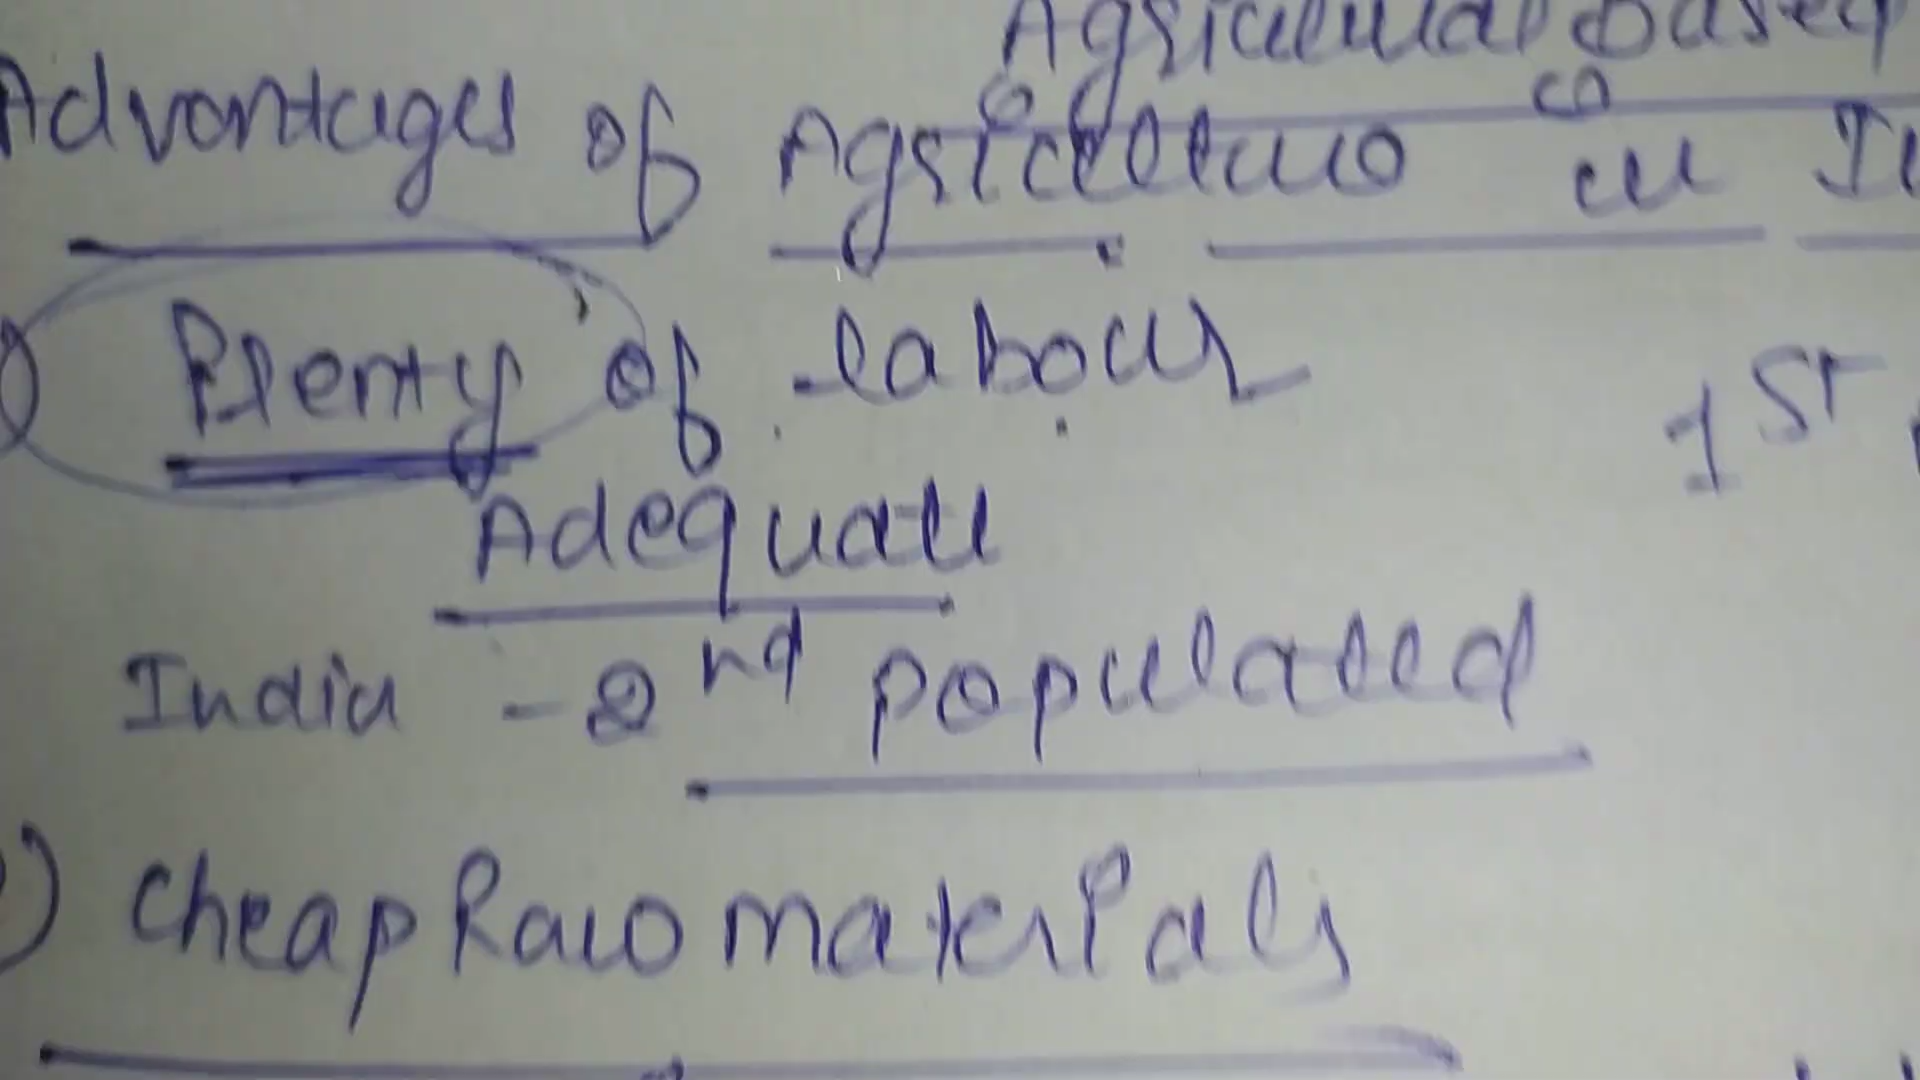 Agricultural based
Advantages of Agriculture in
Plenty of labour
1st
Adequate
India - 2nd populated
) Cheap Raw materials